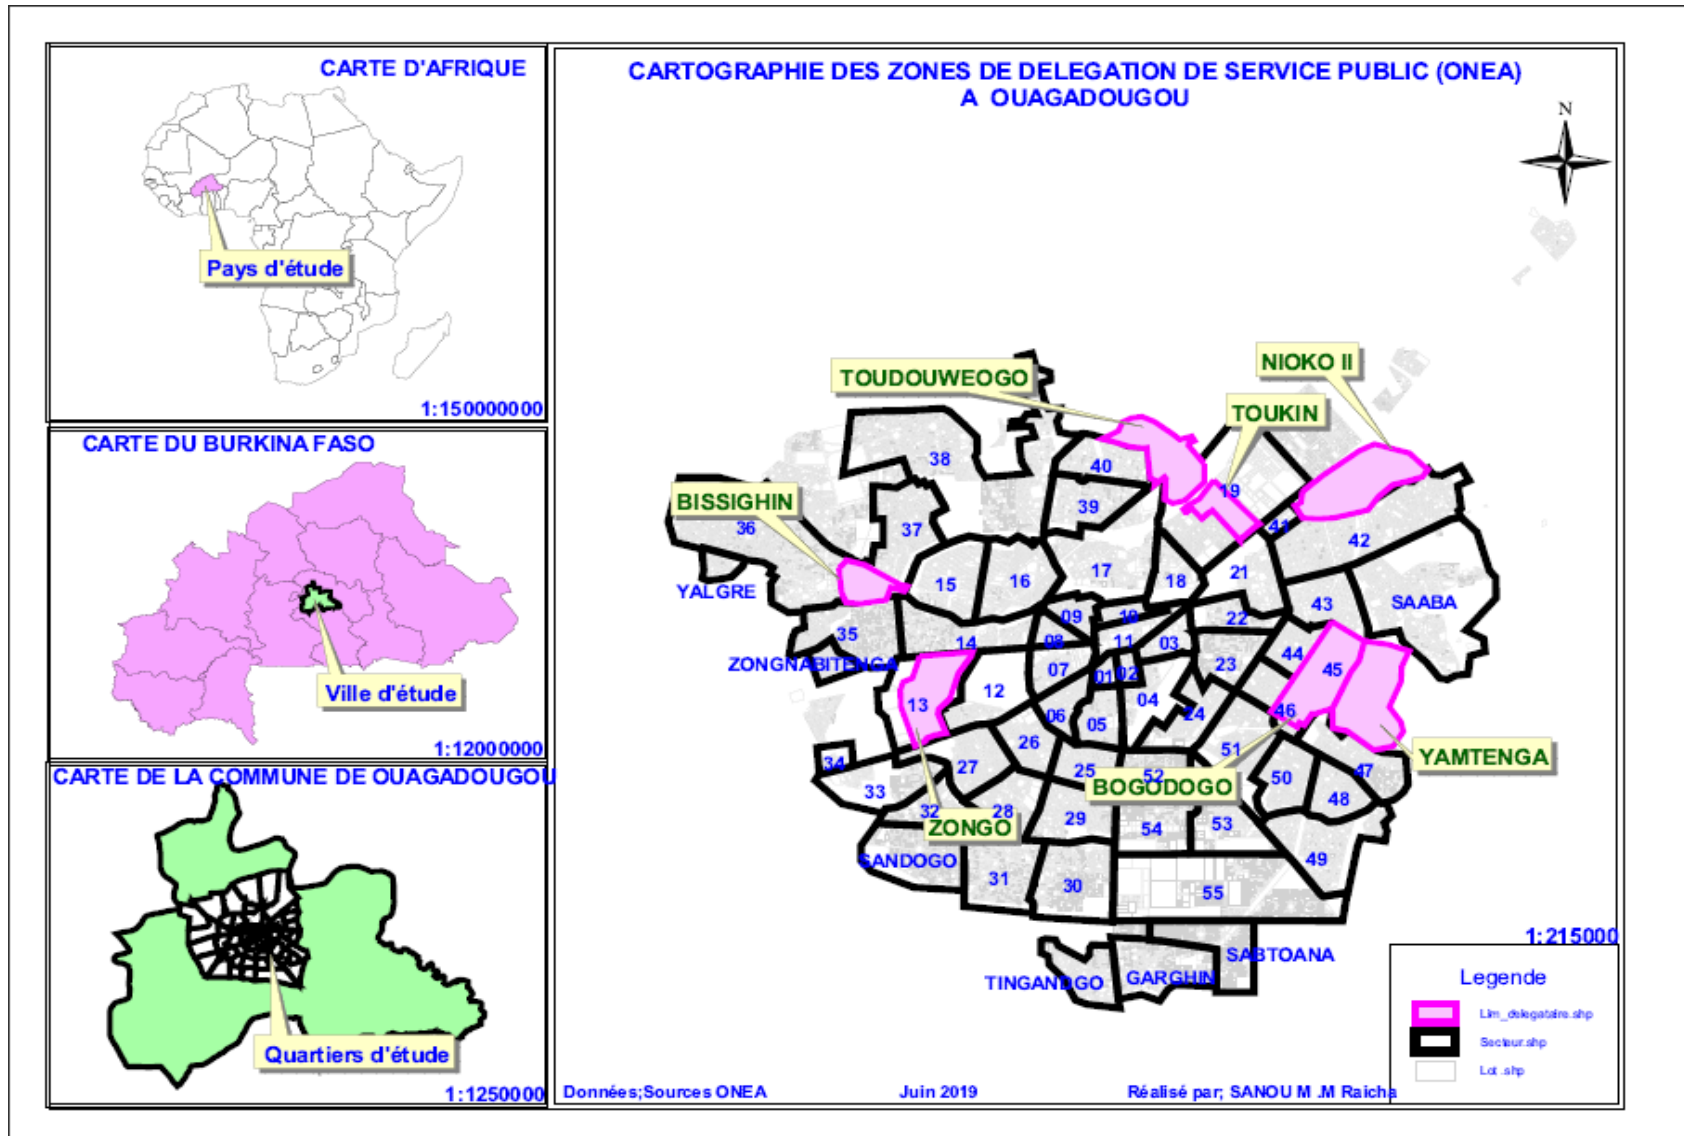 CARTE D'AFRIQUE
Pays d'étude
1:150000000
CARTE DU BURKINA FASO
Ville d'étude
1:12000000
CARTE DE LA COMMUNE DE OUAGADOUGOU
Quartiers d'étude
1:1250000
CARTOGRAPHIE DES ZONES DE DELEGATION DE SERVICE PUBLIC (ONEA)
A OUAGADOUGOU
N
NIOKO II
TOUDOUWEOGO
TOUKIN
38
40
BISSIGHIN
19
39
36
37
41
42
17
21
15
16
18
YALGRE
SAABA
43
09
10
22
35
14
08
11
03
44
ZONGNABITENGA
07
23
45
01
02
12
13
04
06
24
46
05
26
51
YAMTENGA
34
27
25
52
47
50
BOGODOGO
33
48
32
28
29
ZONGO
54
53
SANDOGO
49
31
30
55
1:215000
SABTOANA
TINGANDGO
GARGHIN
Legende
Lim_delegataire.shp
Secteur.shp
Lot .shp
Données;Sources ONEA
Juin 2019
Réalisé par; SANOU M .M Raicha